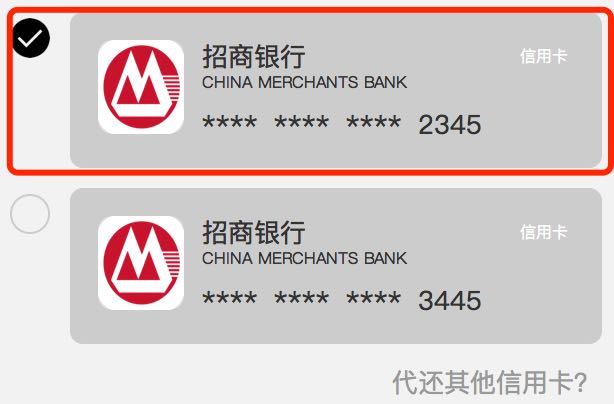 招商银行
信用卡
CHINA MERCHANTS BANK
**** **** **** 2345
招商银行
信用卡
CHINA MERCHANTS BANK
**** **** **** 3445
代还其他信用卡?